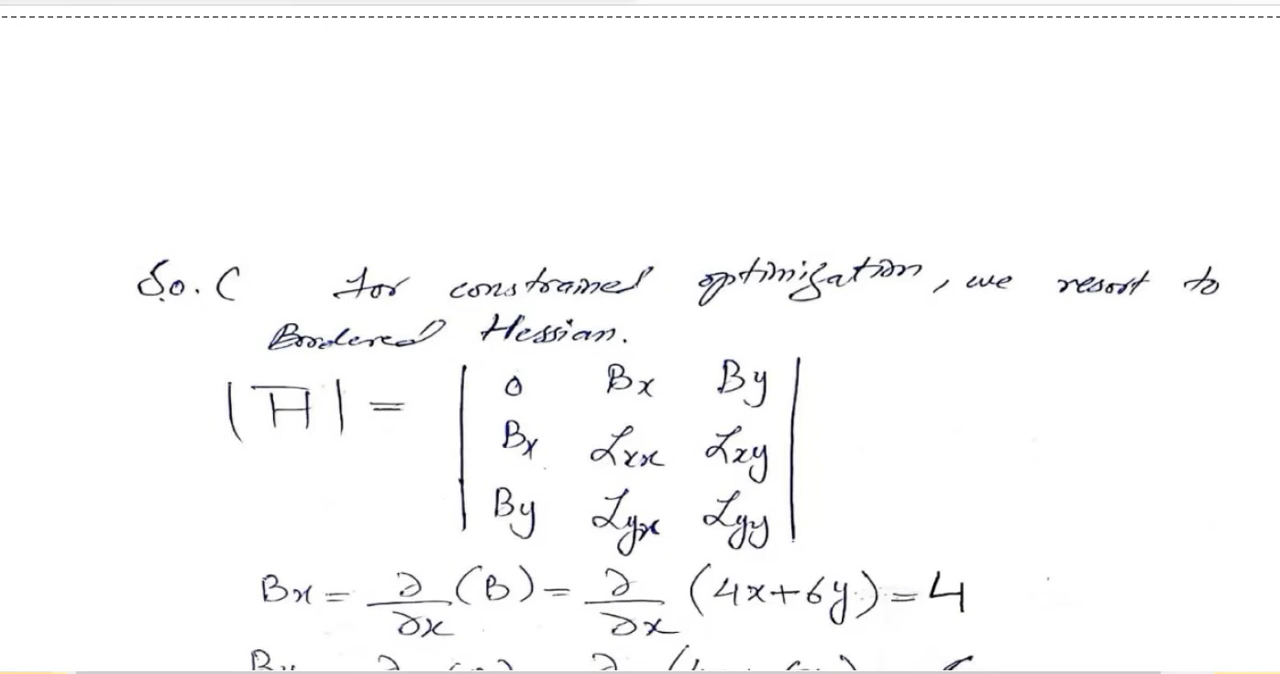 S.o.C for constrained optimization, we resort to
Bordered Hessian.
|H̅| = | 0 Bx By |
| Bx Lxx Lxy |
| By Lyx Lyy |
Bx = ∂/∂x (B) = ∂/∂x (4x+6y) = 4